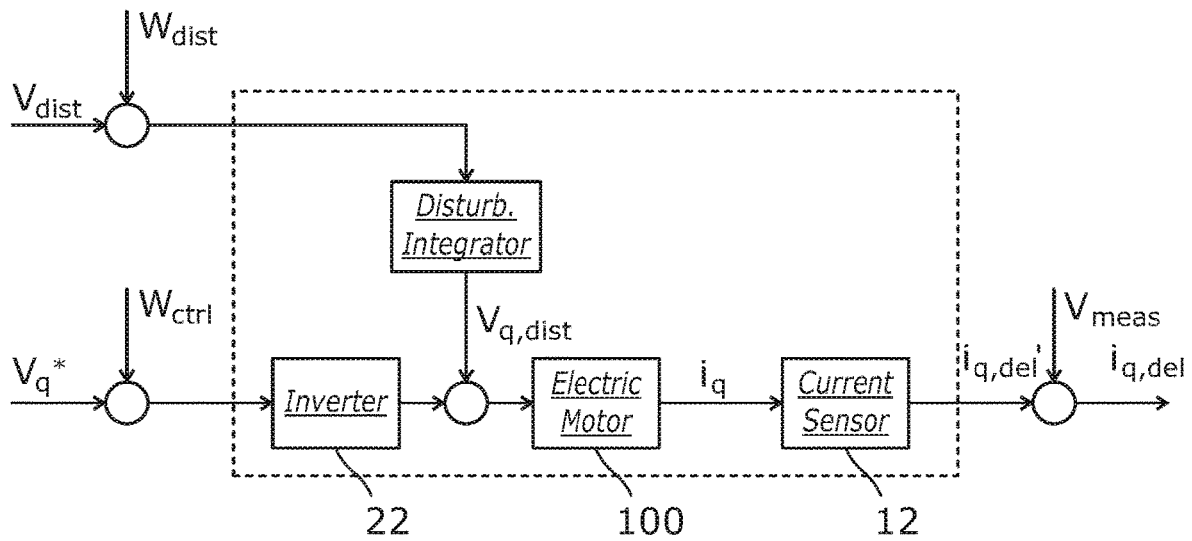 W_dist
V_dist
Disturb.
Integrator
W_ctrl
V_q,dist
V_meas
V_q*
Inverter
Electric
Motor
i_q
Current
Sensor
i_q,del'
i_q,del
22
100
12